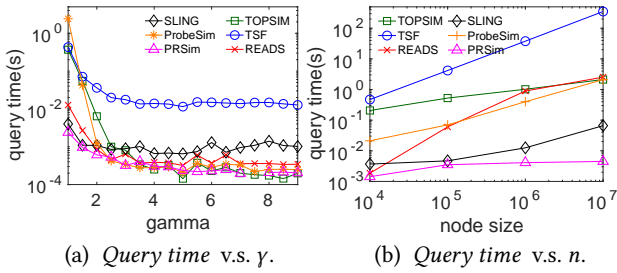 SLING TOPSIM
ProbeSim TSF
PRSim READS
query time(s)
10^0
10^-2
10^-4
2 4 6 8
gamma
(a) Query time v.s. γ.
TOPSIM SLING
TSF ProbeSim
READS PRSim
query time(s)
10^2
10^1
10^0
10^-1
10^-2
10^-3
10^4 10^5 10^6 10^7
node size
(b) Query time v.s. n.